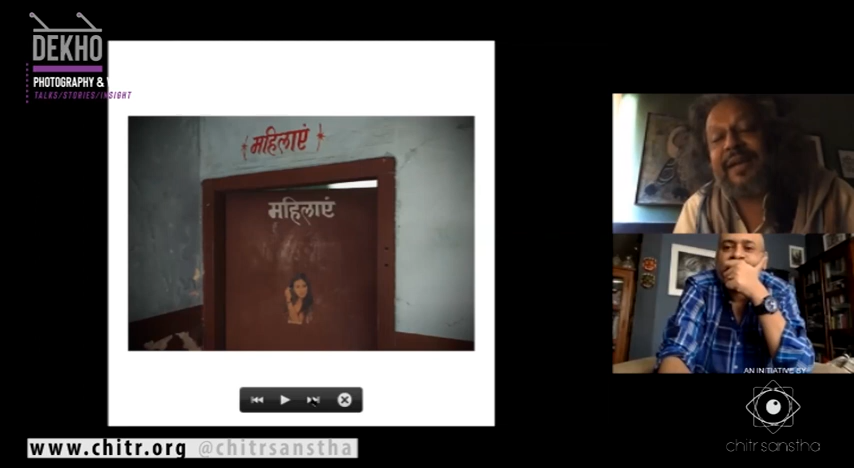 DEKHO
PHOTOGRAPHY &
TALKS/STORIES/INSIGHT
महिलाएं
महिलाएं
AN INITIATIVE BY
chitrsanstha
www.chitr.org @chitrsanstha